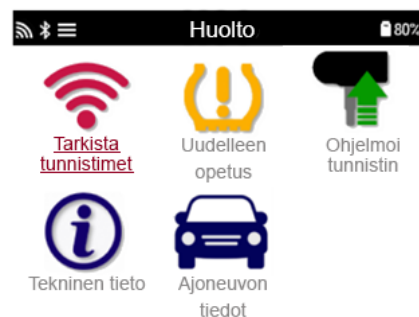 Huolto
80%
Tarkista
tunnistimet
Uudelleen
opetus
Ohjelmoi
tunnistin
Tekninen tieto
Ajoneuvon
tiedot